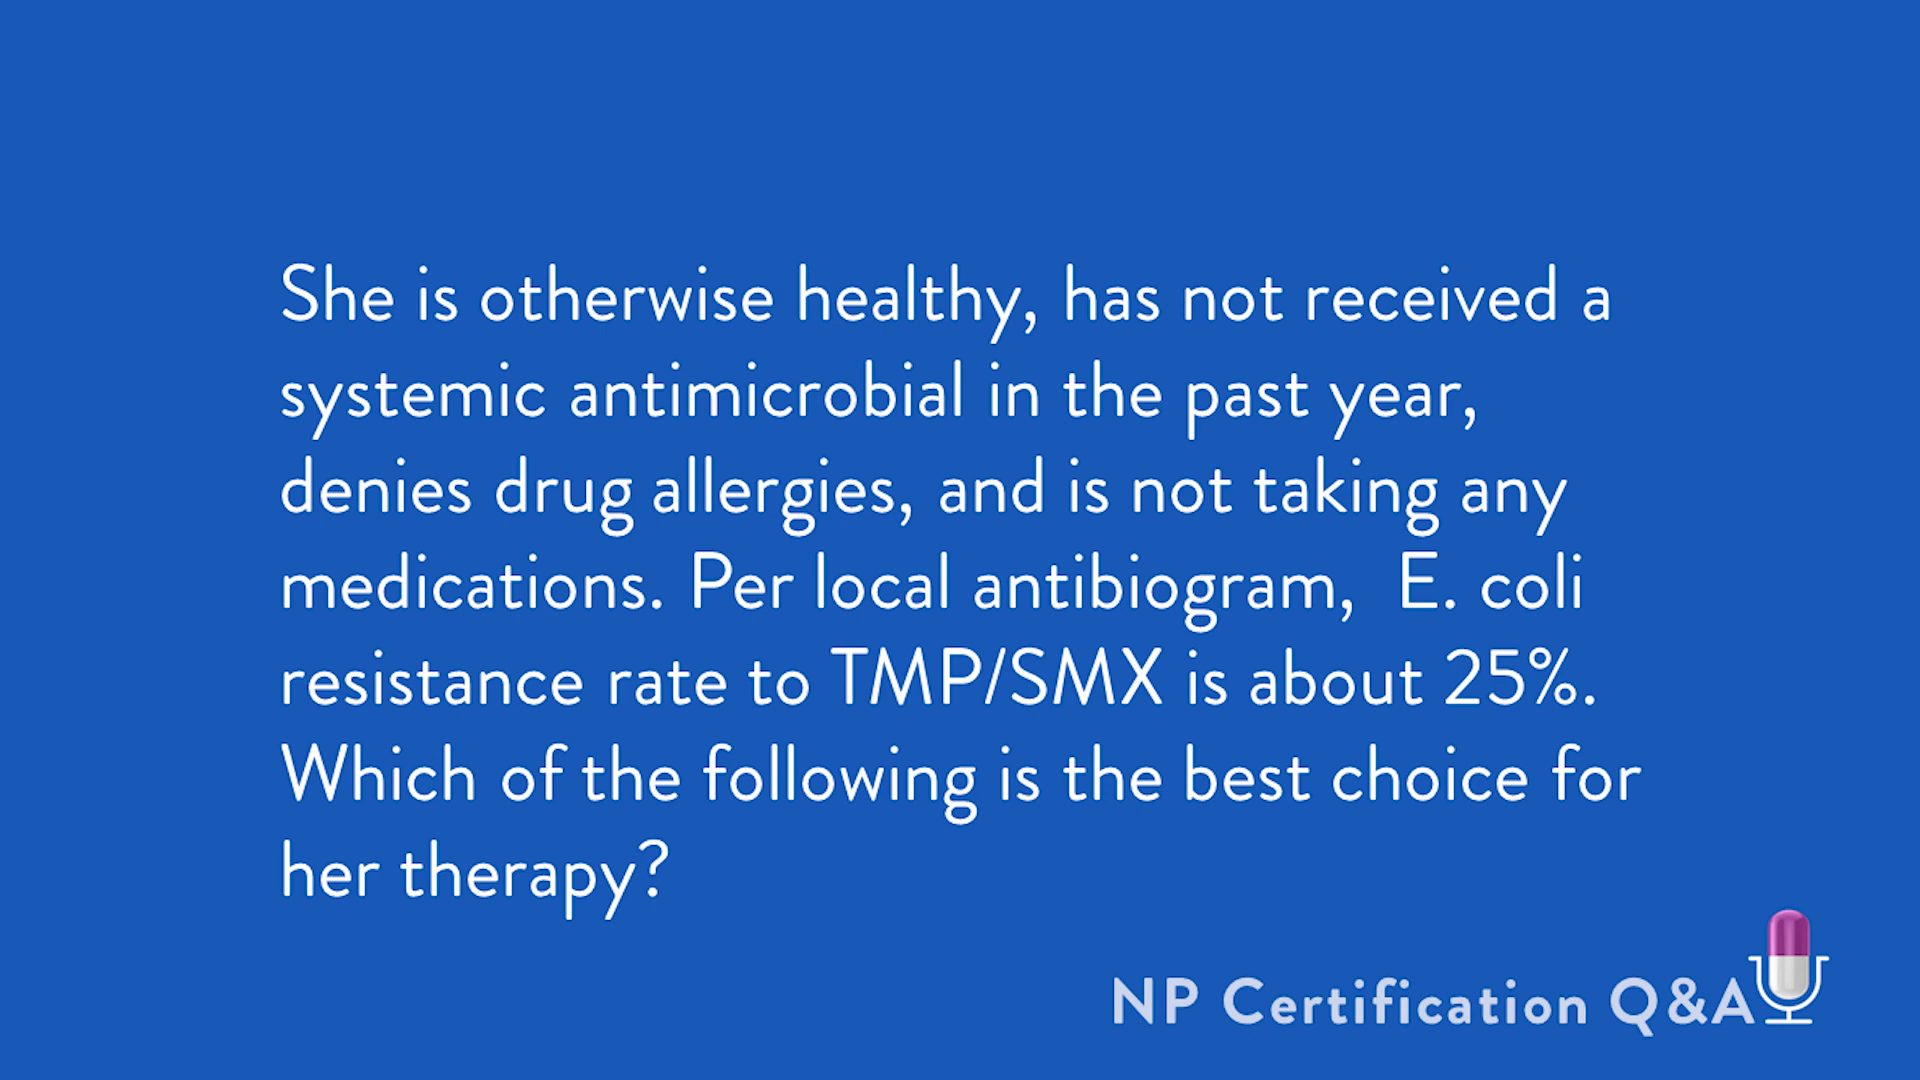 She is otherwise healthy, has not received a
systemic antimicrobial in the past year,
denies drug allergies, and is not taking any
medications. Per local antibiogram,  E. coli
resistance rate to TMP/SMX is about 25%.
Which of the following is the best choice for
her therapy?
NP Certification Q&A